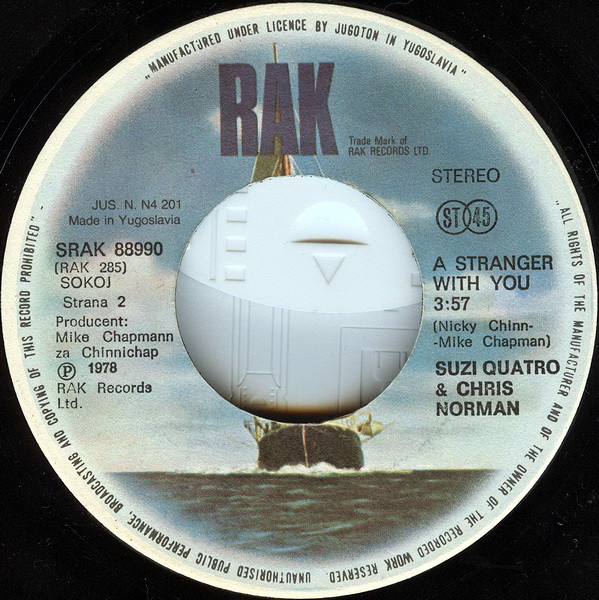 "MANUFACTURED UNDER LICENCE BY JUGOTON IN YUGOSLAVIA"
RAK
Trade Mark of
RAK RECORDS LTD
STEREO
ST 45
JUS. N. N4 201
Made in Yugoslavia
SRAK 88990
(RAK 285)
SOKOJ
Strana 2
Producent:
Mike Chapmann
za Chinnichap
Ⓟ 1978
RAK Records
Ltd.
A STRANGER
WITH YOU
3:57
(Nicky Chinn-
-Mike Chapman)
SUZI QUATRO
& CHRIS
NORMAN
"ALL RIGHTS OF THE MANUFACTURER AND OF THE OWNER OF THE RECORDED WORK RESERVED. UNAUTHORISED PUBLIC PERFORMANCE, BROADCASTING AND COPYING OF THIS RECORD PROHIBITED"